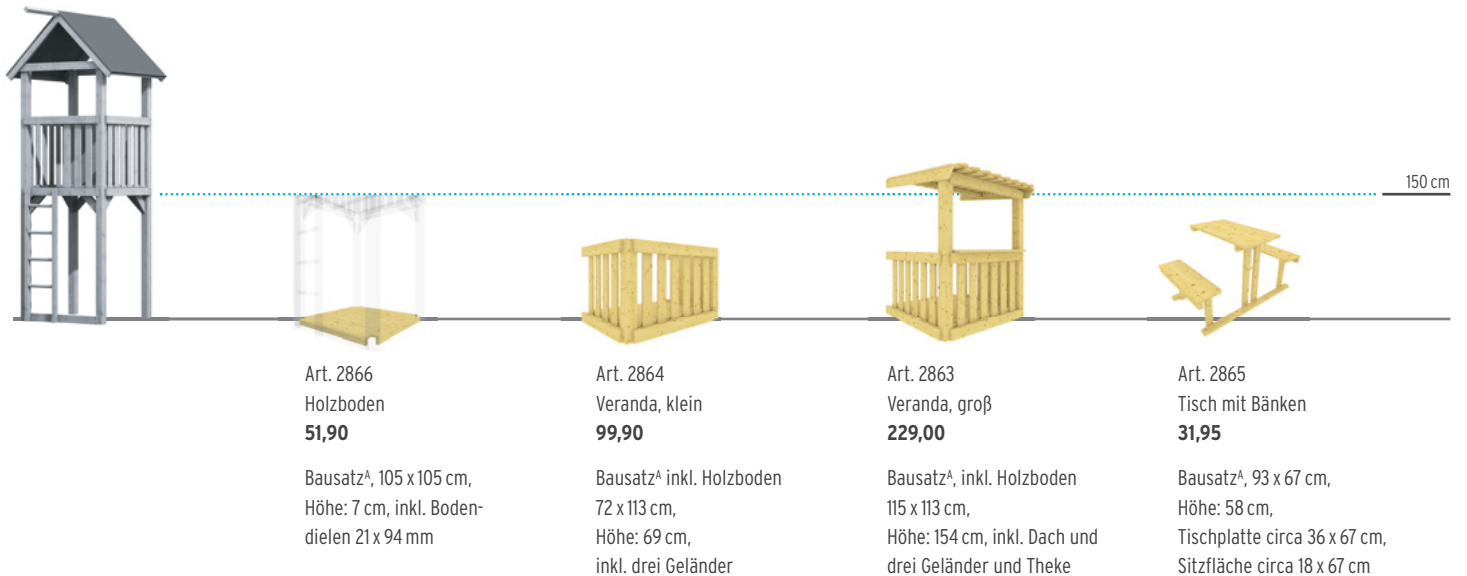 150 cm
Art. 2866
Holzboden
51,90
Bausatzᴬ, 105 x 105 cm,
Höhe: 7 cm, inkl. Boden-
dielen 21 x 94 mm
Art. 2864
Veranda, klein
99,90
Bausatzᴬ inkl. Holzboden
72 x 113 cm,
Höhe: 69 cm,
inkl. drei Geländer
Art. 2863
Veranda, groß
229,00
Bausatzᴬ, inkl. Holzboden
115 x 113 cm,
Höhe: 154 cm, inkl. Dach und
drei Geländer und Theke
Art. 2865
Tisch mit Bänken
31,95
Bausatzᴬ, 93 x 67 cm,
Höhe: 58 cm,
Tischplatte circa 36 x 67 cm,
Sitzfläche circa 18 x 67 cm